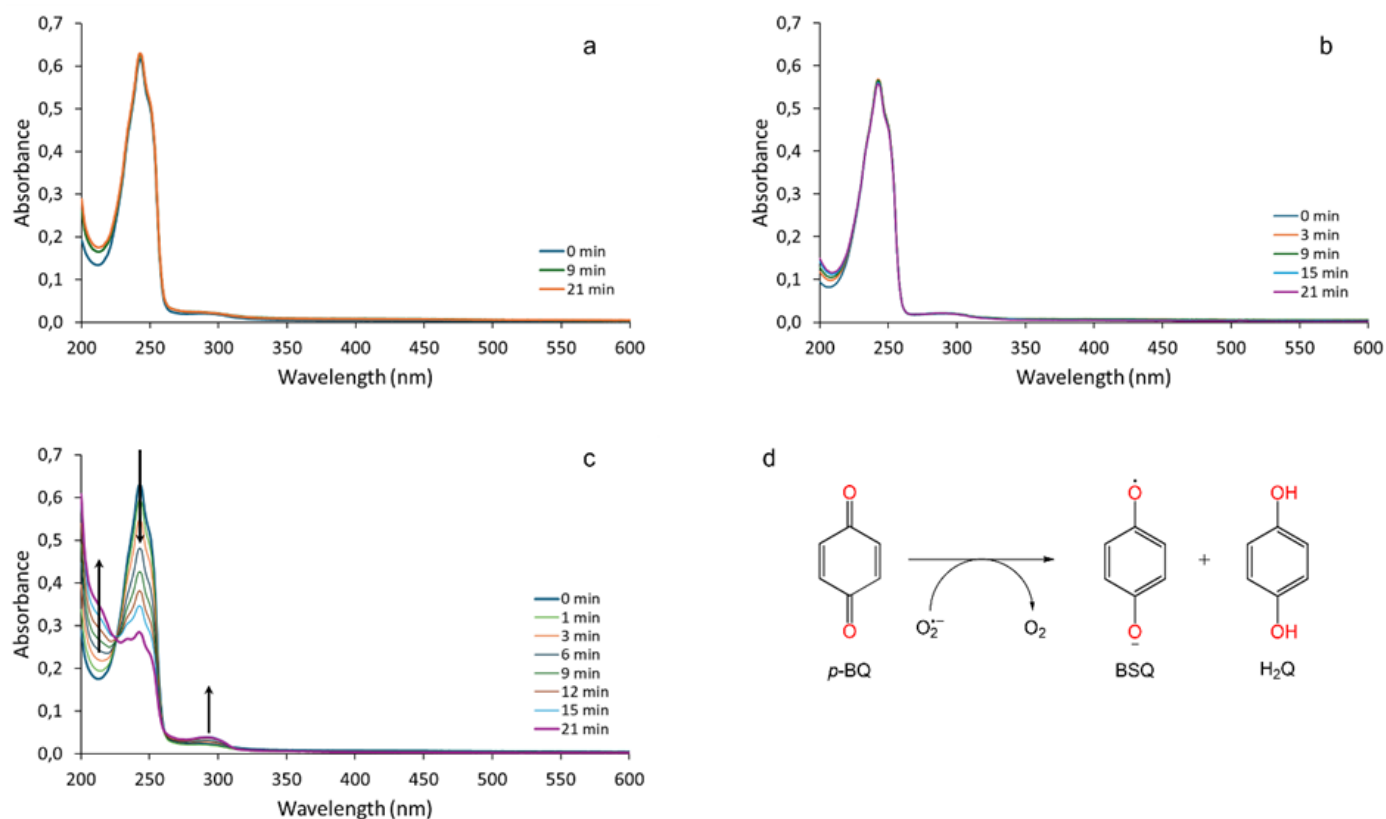 a
0,7
0,6
0,5
0,4
0,3
0,2
0,1
0,0
Absorbance
200 250 300 350 400 450 500 550 600
Wavelength (nm)
0 min
9 min
21 min
b
0,7
0,6
0,5
0,4
0,3
0,2
0,1
0,0
Absorbance
200 250 300 350 400 450 500 550 600
Wavelength (nm)
0 min
3 min
9 min
15 min
21 min
c
0,7
0,6
0,5
0,4
0,3
0,2
0,1
0,0
Absorbance
200 250 300 350 400 450 500 550 600
Wavelength (nm)
0 min
1 min
3 min
6 min
9 min
12 min
15 min
21 min
d
O
O
p-BQ
O₂•−
O₂
O•
O
−
BSQ
+
OH
OH
H₂Q